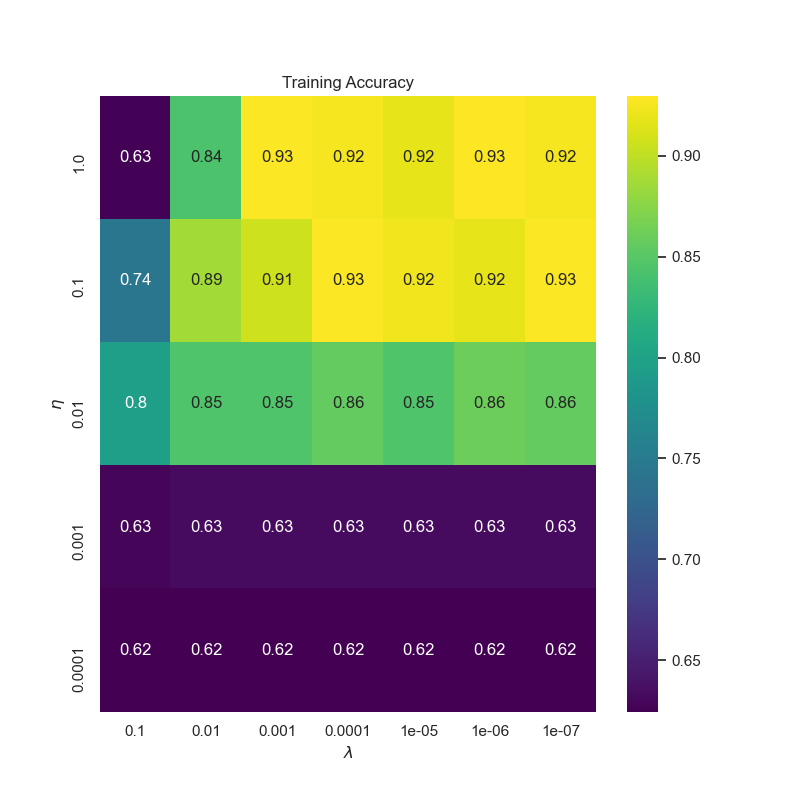 Training Accuracy
1.0 0.63 0.84 0.93 0.92 0.92 0.93 0.92
0.1 0.74 0.89 0.91 0.93 0.92 0.92 0.93
0.01 0.8 0.85 0.85 0.86 0.85 0.86 0.86
0.001 0.63 0.63 0.63 0.63 0.63 0.63 0.63
0.0001 0.62 0.62 0.62 0.62 0.62 0.62 0.62
η
0.1 0.01 0.001 0.0001 1e-05 1e-06 1e-07
λ
0.90
0.85
0.80
0.75
0.70
0.65